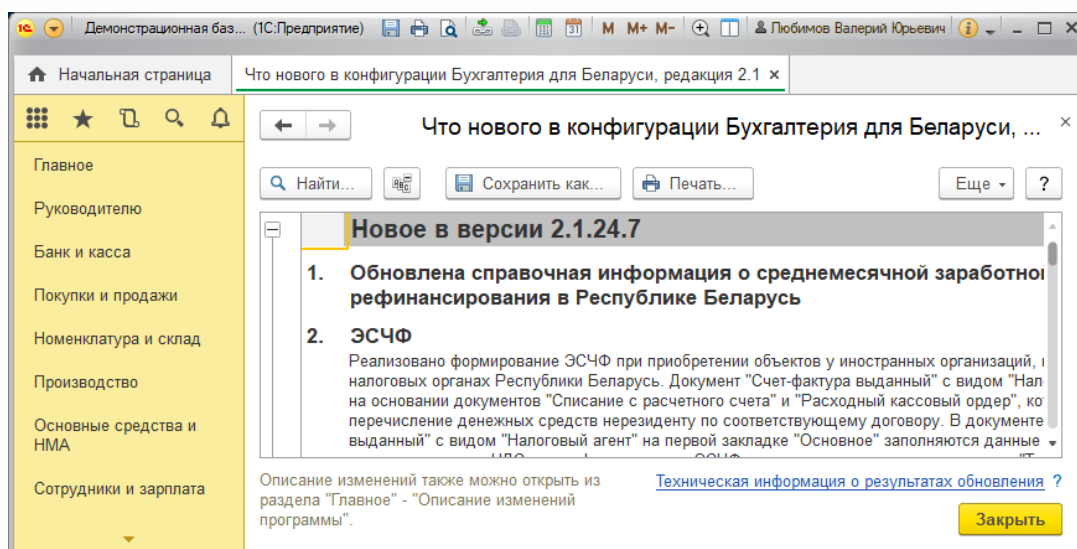 Демонстрационная баз... (1С:Предприятие) 31 M M+ M- Любимов Валерий Юрьевич
Начальная страница Что нового в конфигурации Бухгалтерия для Беларуси, редакция 2.1
Что нового в конфигурации Бухгалтерия для Беларуси, ...
Главное
Руководителю
Банк и касса
Покупки и продажи
Номенклатура и склад
Производство
Основные средства и
НМА
Сотрудники и зарплата
Найти... Сохранить как... Печать... Еще ?
Новое в версии 2.1.24.7
1. Обновлена справочная информация о среднемесячной заработно
рефинансирования в Республике Беларусь
2. ЭСЧФ
Реализовано формирование ЭСЧФ при приобретении объектов у иностранных организаций,
налоговых органах Республики Беларусь. Документ "Счет-фактура выданный" с видом "Нал
на основании документов "Списание с расчетного счета" и "Расходный кассовый ордер", ко
перечисление денежных средств нерезиденту по соответствующему договору. В документе
выданный" с видом "Налоговый агент" на первой закладке "Основное" заполняются данные
Описание изменений также можно открыть из
раздела "Главное" - "Описание изменений
программы".
Техническая информация о результатах обновления ?
Закрыть